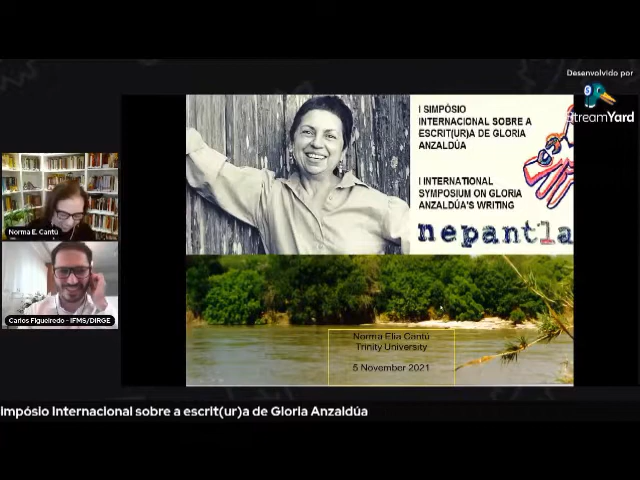 Desenvolvido por
StreamYard
I SIMPÓSIO
INTERNACIONAL SOBRE A
ESCRIT(UR)A DE GLORIA
ANZALDÚA
I INTERNATIONAL
SYMPOSIUM ON GLORIA
ANZALDÚA'S WRITING
nepantla
Norma E. Cantú
Carlos Figueiredo - IFMS/DIRGE
Norma Elia Cantú
Trinity University
5 November 2021
impósio Internacional sobre a escrit(ur)a de Gloria Anzaldúa